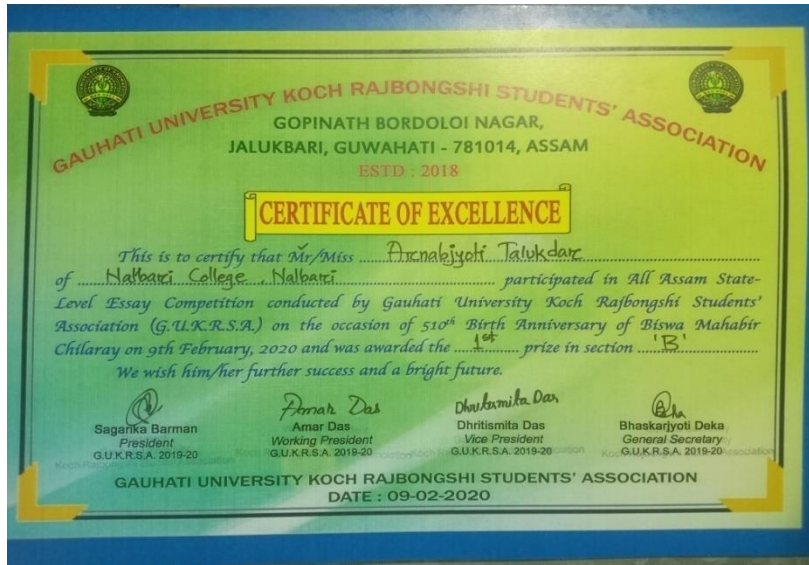 GAUHATI UNIVERSITY KOCH RAJBONGSHI STUDENTS' ASSOCIATION
GOPINATH BORDOLOI NAGAR,
JALUKBARI, GUWAHATI - 781014, ASSAM
ESTD : 2018
CERTIFICATE OF EXCELLENCE
This is to certify that Mr/Miss Arnabjyoti Talukdar
of Nalbari College, Nalbari participated in All Assam State-
Level Essay Competition conducted by Gauhati University Koch Rajbongshi Students'
Association (G.U.K.R.S.A.) on the occasion of 510th Birth Anniversary of Biswa Mahabir
Chilaray on 9th February, 2020 and was awarded the 1st prize in section 'B'
We wish him/her further success and a bright future.
Amar Das Dhritismita Das
Saganka Barman Amar Das Dhritismita Das Bhaskarjyoti Deka
President Working President Vice President General Secretary
G.U.K.R.S.A. 2019-20 G.U.K.R.S.A. 2019-20 G.U.K.R.S.A. 2019-20 G.U.K.R.S.A. 2019-20
GAUHATI UNIVERSITY KOCH RAJBONGSHI STUDENTS' ASSOCIATION
DATE : 09-02-2020